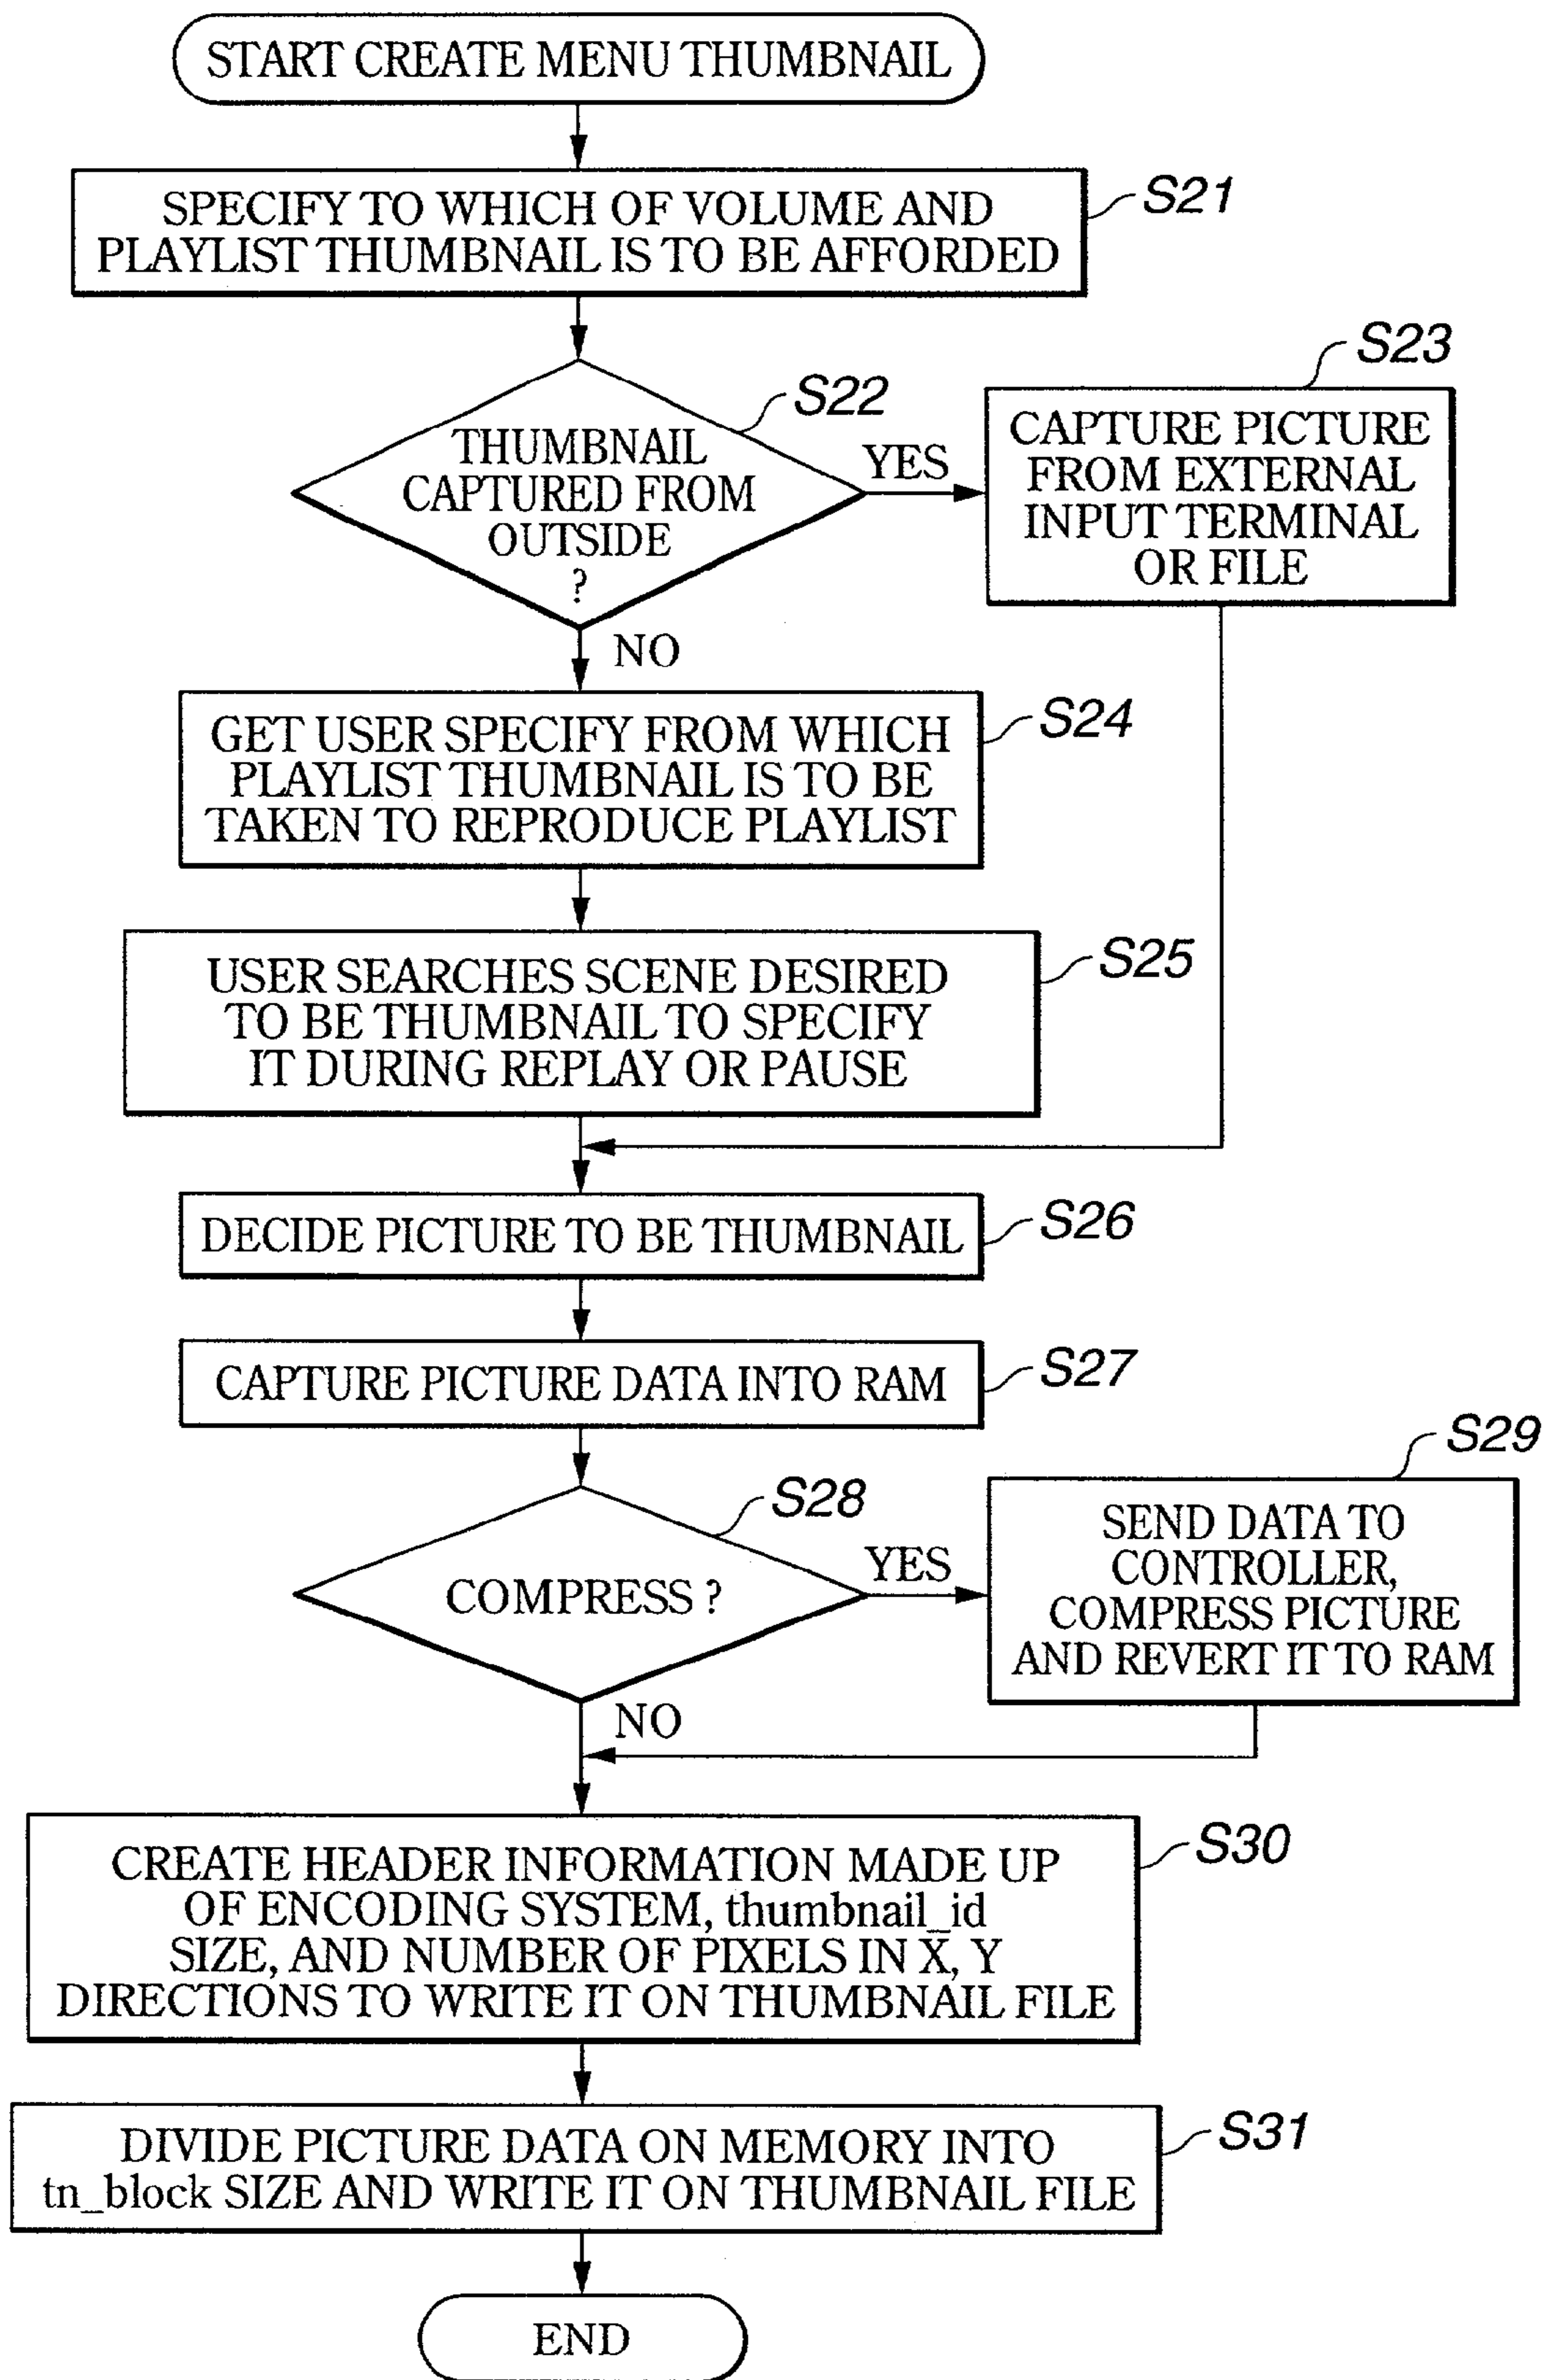 START CREATE MENU THUMBNAIL
SPECIFY TO WHICH OF VOLUME AND
PLAYLIST THUMBNAIL IS TO BE AFFORDED
S21
THUMBNAIL
CAPTURED FROM
OUTSIDE
?
S22
YES
NO
CAPTURE PICTURE
FROM EXTERNAL
INPUT TERMINAL
OR FILE
S23
GET USER SPECIFY FROM WHICH
PLAYLIST THUMBNAIL IS TO BE
TAKEN TO REPRODUCE PLAYLIST
S24
USER SEARCHES SCENE DESIRED
TO BE THUMBNAIL TO SPECIFY
IT DURING REPLAY OR PAUSE
S25
DECIDE PICTURE TO BE THUMBNAIL
S26
CAPTURE PICTURE DATA INTO RAM
S27
COMPRESS ?
S28
YES
NO
SEND DATA TO
CONTROLLER,
COMPRESS PICTURE
AND REVERT IT TO RAM
S29
CREATE HEADER INFORMATION MADE UP
OF ENCODING SYSTEM, thumbnail_id
SIZE, AND NUMBER OF PIXELS IN X, Y
DIRECTIONS TO WRITE IT ON THUMBNAIL FILE
S30
DIVIDE PICTURE DATA ON MEMORY INTO
tn_block SIZE AND WRITE IT ON THUMBNAIL FILE
S31
END